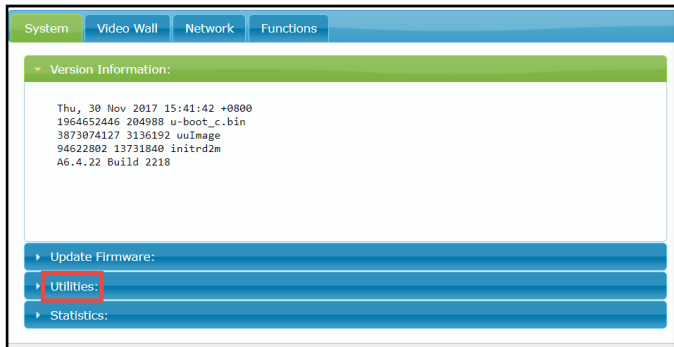 System Video Wall Network Functions
Version Information:
Thu, 30 Nov 2017 15:41:42 +0800
1964652446 204988 u-boot_c.bin
3873074127 3136192 uuImage
94622802 13731840 initrd2m
A6.4.22 Build 2218
Update Firmware:
Utilities:
Statistics: